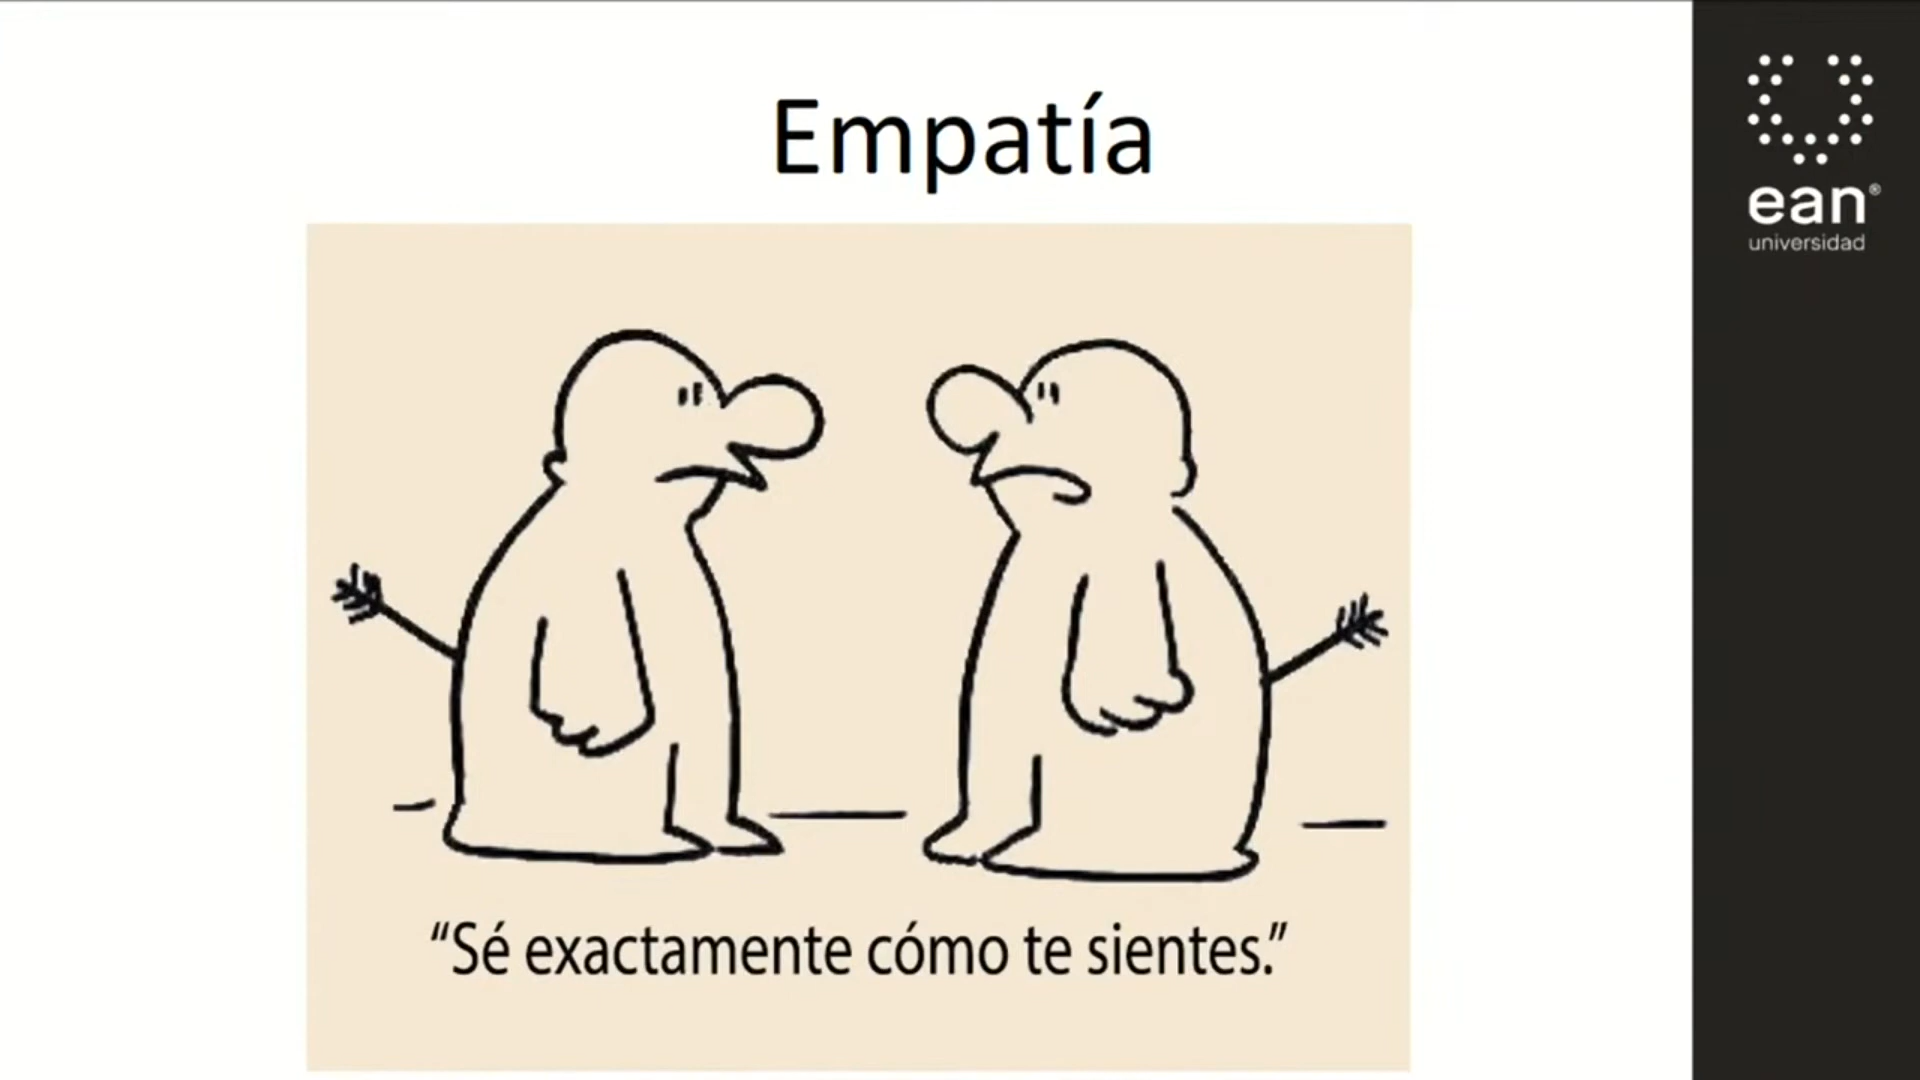 Empatía
ean®
universidad
“Sé exactamente cómo te sientes.”